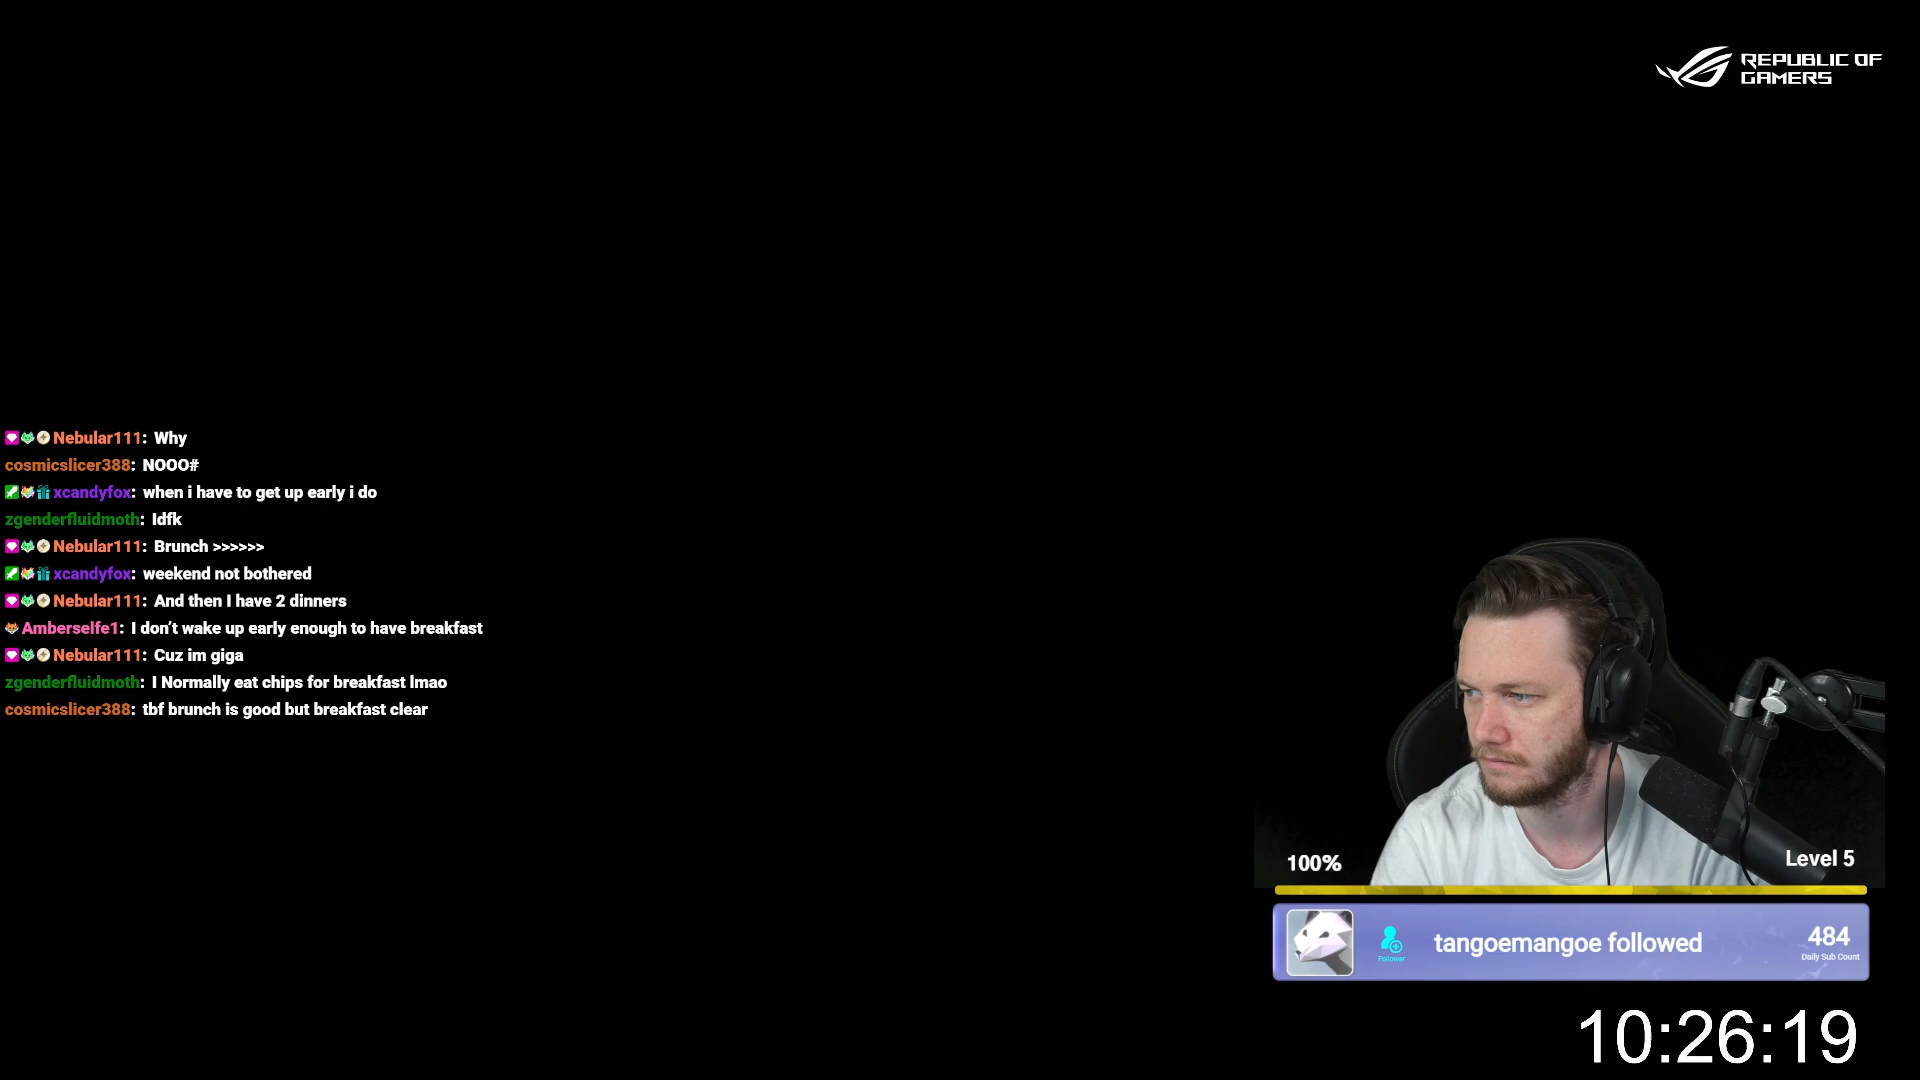 REPUBLIC OF
GAMERS
Nebular111: Why
cosmicslicer388: NOOO#
xcandyfox: when i have to get up early i do
zgenderfluidmoth: Idfk
Nebular111: Brunch >>>>>>
xcandyfox: weekend not bothered
Nebular111: And then I have 2 dinners
Amberselfe1: I don’t wake up early enough to have breakfast
Nebular111: Cuz im giga
zgenderfluidmoth: I Normally eat chips for breakfast lmao
cosmicslicer388: tbf brunch is good but breakfast clear
100%
Level 5
Follower
tangoemangoe followed
484
Daily Sub Count
10:26:19